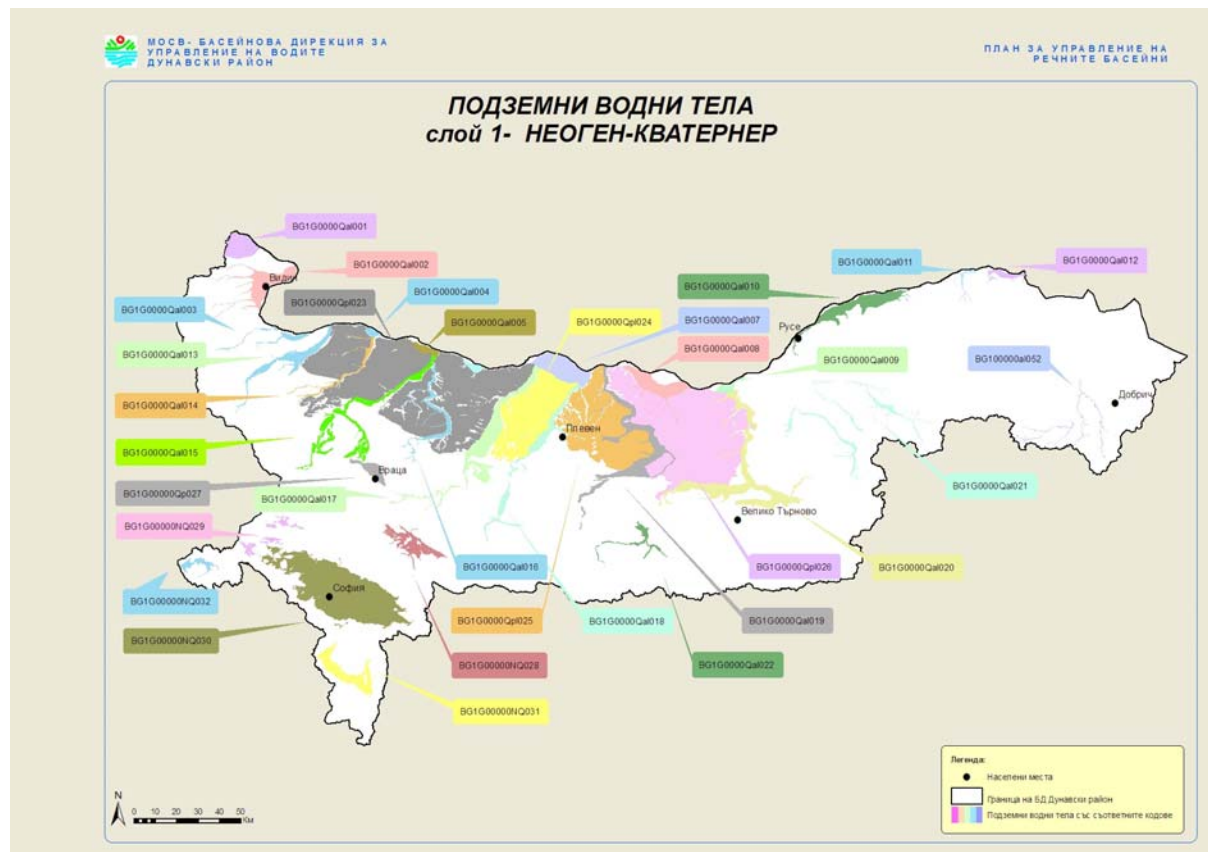 МОСВ- БАСЕЙНОВА ДИРЕКЦИЯ ЗА
УПРАВЛЕНИЕ НА ВОДИТЕ
ДУНАВСКИ РАЙОН
ПЛАН ЗА УПРАВЛЕНИЕ НА
РЕЧНИТЕ БАСЕЙНИ
ПОДЗЕМНИ ВОДНИ ТЕЛА
слой 1- НЕОГЕН-КВАТЕРНЕР
BG1G0000Qal001
BG1G0000Qal002
Видин
BG1G0000Qal003
BG1G0000Qpl023
BG1G0000Qal004
BG1G0000Qal005
BG1G0000Qpl024
BG1G0000Qal007
BG1G0000Qal008
BG1G0000Qal010
BG1G0000Qal011
BG1G0000Qal012
Русе
BG1G0000Qal009
BG100000al052
Добрич
BG1G0000Qal013
BG1G0000Qal014
BG1G0000Qal015
Плевен
Враца
BG1G00000Qp027
BG1G0000Qal017
BG1G0000Qal021
Велико Търново
BG1G00000NQ029
BG1G0000Qal016
BG1G0000Qpl026
BG1G0000Qal020
София
BG1G00000NQ032
BG1G00000NQ030
BG1G0000Qpl025
BG1G0000Qal018
BG1G0000Qal019
BG1G00000NQ028
BG1G0000Qal022
BG1G00000NQ031
Легенда:
Населени места
Граница на БД Дунавски район
Подземни водни тела със съответните кодове
N
0 10 20 30 40 50
Км